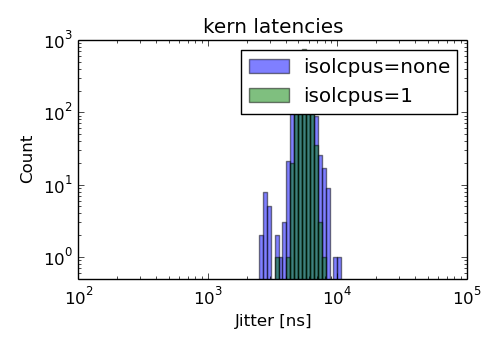 kern latencies
isolcpus=none
isolcpus=1
Count
10³
10²
10¹
10⁰
10² 10³ 10⁴ 10⁵
Jitter [ns]